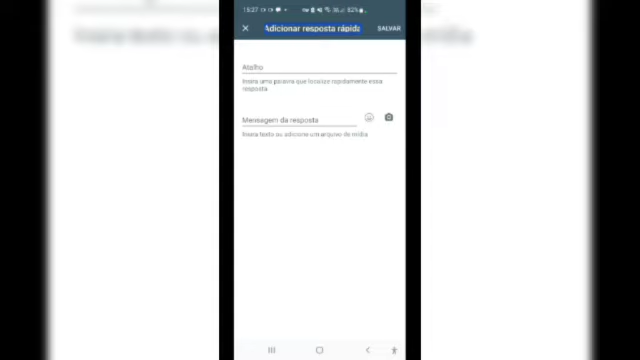 15:27
Adicionar resposta rápida
SALVAR
Atalho
Insira uma palavra que localize rapidamente essa
resposta.
Mensagem da resposta
Insira texto ou adicione um arquivo de mídia